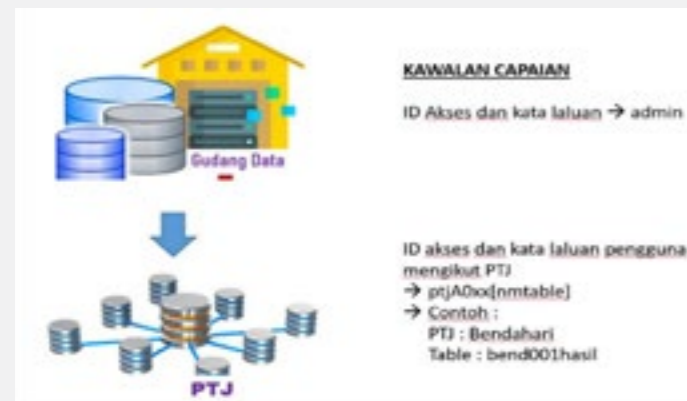 Gudang Data
PTJ
KAWALAN CAPAIAN
ID Akses dan kata laluan → admin
ID akses dan kata laluan pengguna
mengikut PTJ
→ ptjA0xx[nmtable]
→ Contoh :
PTJ : Bendahari
Table : bend001hasil